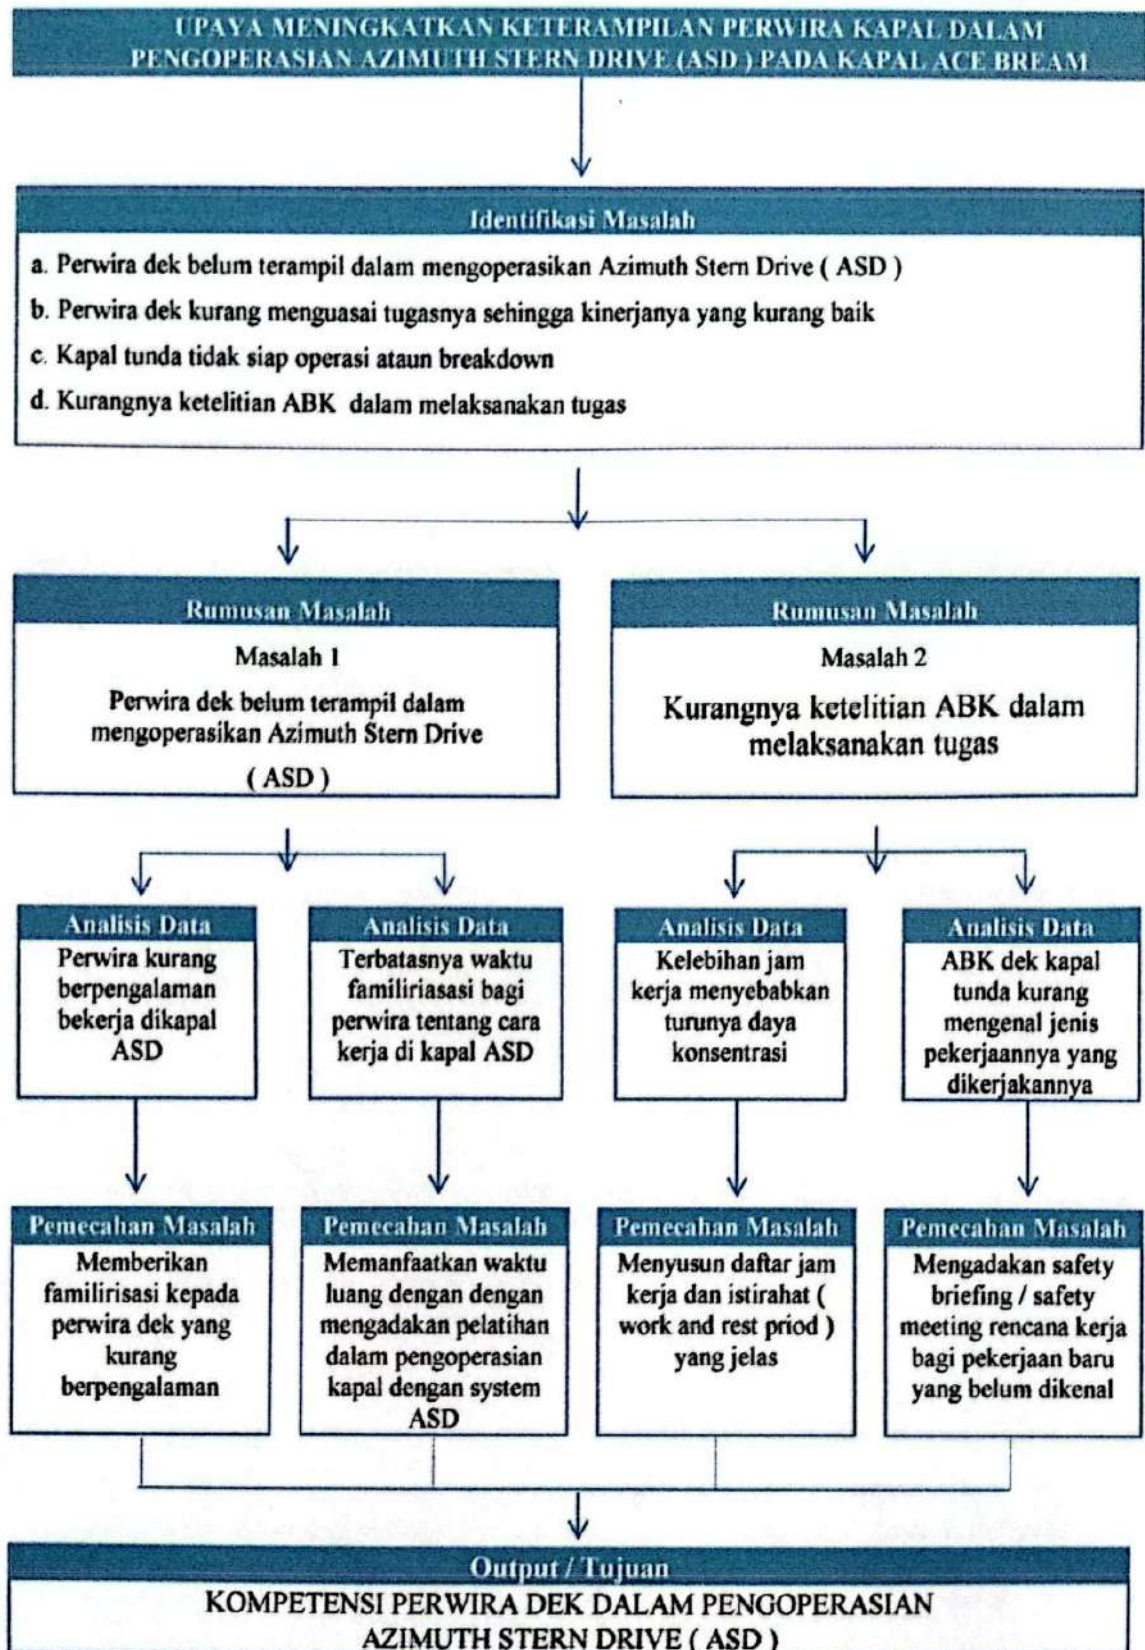 UPAYA MENINGKATKAN KETERAMPILAN PERWIRA KAPAL DALAM
PENGOPERASIAN AZIMUTH STERN DRIVE (ASD ) PADA KAPAL ACE BREAM
Identifikasi Masalah
a. Perwira dek belum terampil dalam mengoperasikan Azimuth Stern Drive ( ASD )
b. Perwira dek kurang menguasai tugasnya sehingga kinerjanya yang kurang baik
c. Kapal tunda tidak siap operasi ataun breakdown
d. Kurangnya ketelitian ABK dalam melaksanakan tugas
Rumusan Masalah
Masalah 1
Perwira dek belum terampil dalam
mengoperasikan Azimuth Stern Drive
( ASD )
Rumusan Masalah
Masalah 2
Kurangnya ketelitian ABK dalam
melaksanakan tugas
Analisis Data
Perwira kurang
berpengalaman
bekerja dikapal
ASD
Analisis Data
Terbatasnya waktu
familiriasasi bagi
perwira tentang cara
kerja di kapal ASD
Analisis Data
Kelebihan jam
kerja menyebabkan
turunya daya
konsentrasi
Analisis Data
ABK dek kapal
tunda kurang
mengenal jenis
pekerjaannya yang
dikerjakannya
Pemecahan Masalah
Memberikan
familirisasi kepada
perwira dek yang
kurang
berpengalaman
Pemecahan Masalah
Memanfaatkan waktu
luang dengan dengan
mengadakan pelatihan
dalam pengoperasian
kapal dengan system
ASD
Pemecahan Masalah
Menyusun daftar jam
kerja dan istirahat (
work and rest priod )
yang jelas
Pemecahan Masalah
Mengadakan safety
briefing / safety
meeting rencana kerja
bagi pekerjaan baru
yang belum dikenal
Output / Tujuan
KOMPETENSI PERWIRA DEK DALAM PENGOPERASIAN
AZIMUTH STERN DRIVE ( ASD )